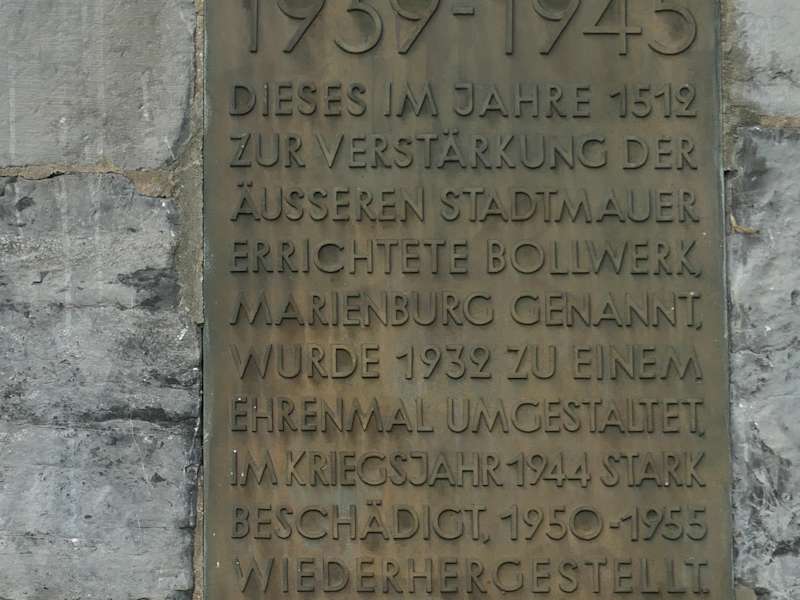 1939-1945
DIESES IM JAHRE 1512
ZUR VERSTÄRKUNG DER
ÄUSSEREN STADTMAUER
ERRICHTETE BOLLWERK,
MARIENBURG GENANNT,
WURDE 1932 ZU EINEM
EHRENMAL UMGESTALTET,
IM KRIEGSJAHR 1944 STARK
BESCHÄDIGT, 1950-1955
WIEDERHERGESTELLT.